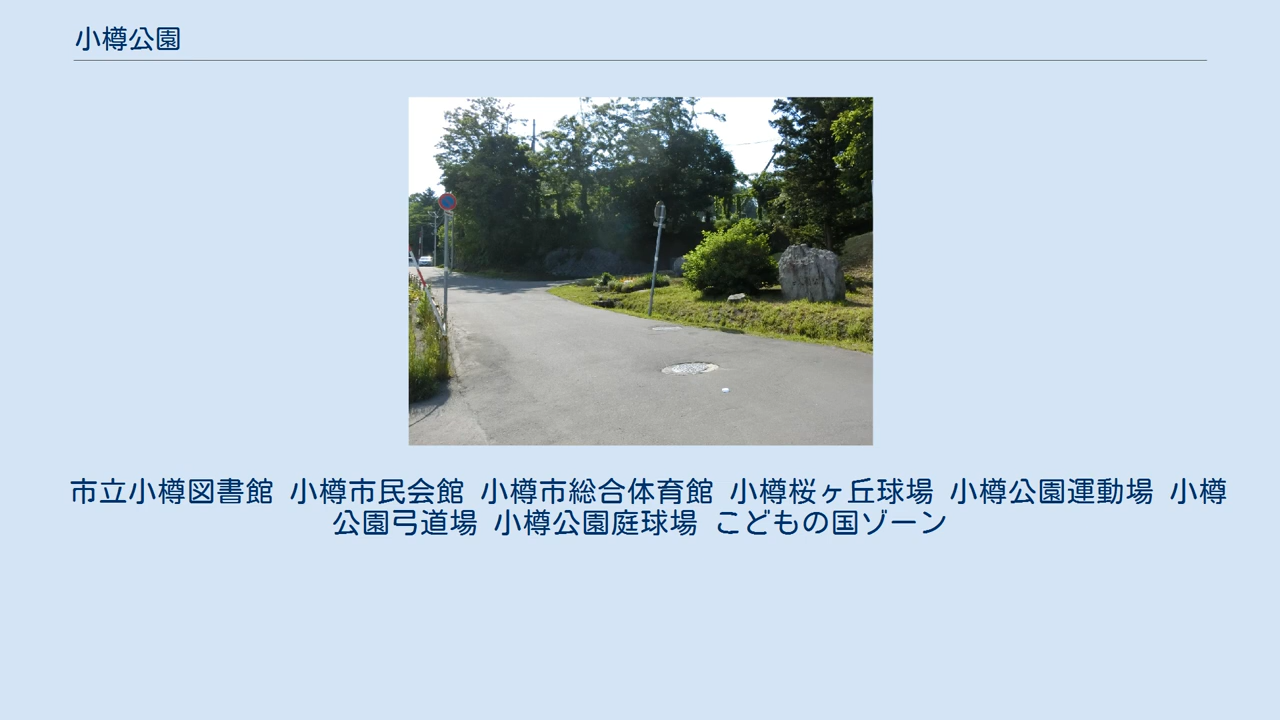 小樽公園
市立小樽図書館 小樽市民会館 小樽市総合体育館 小樽桜ヶ丘球場 小樽公園運動場 小樽
公園弓道場 小樽公園庭球場 こどもの国ゾーン